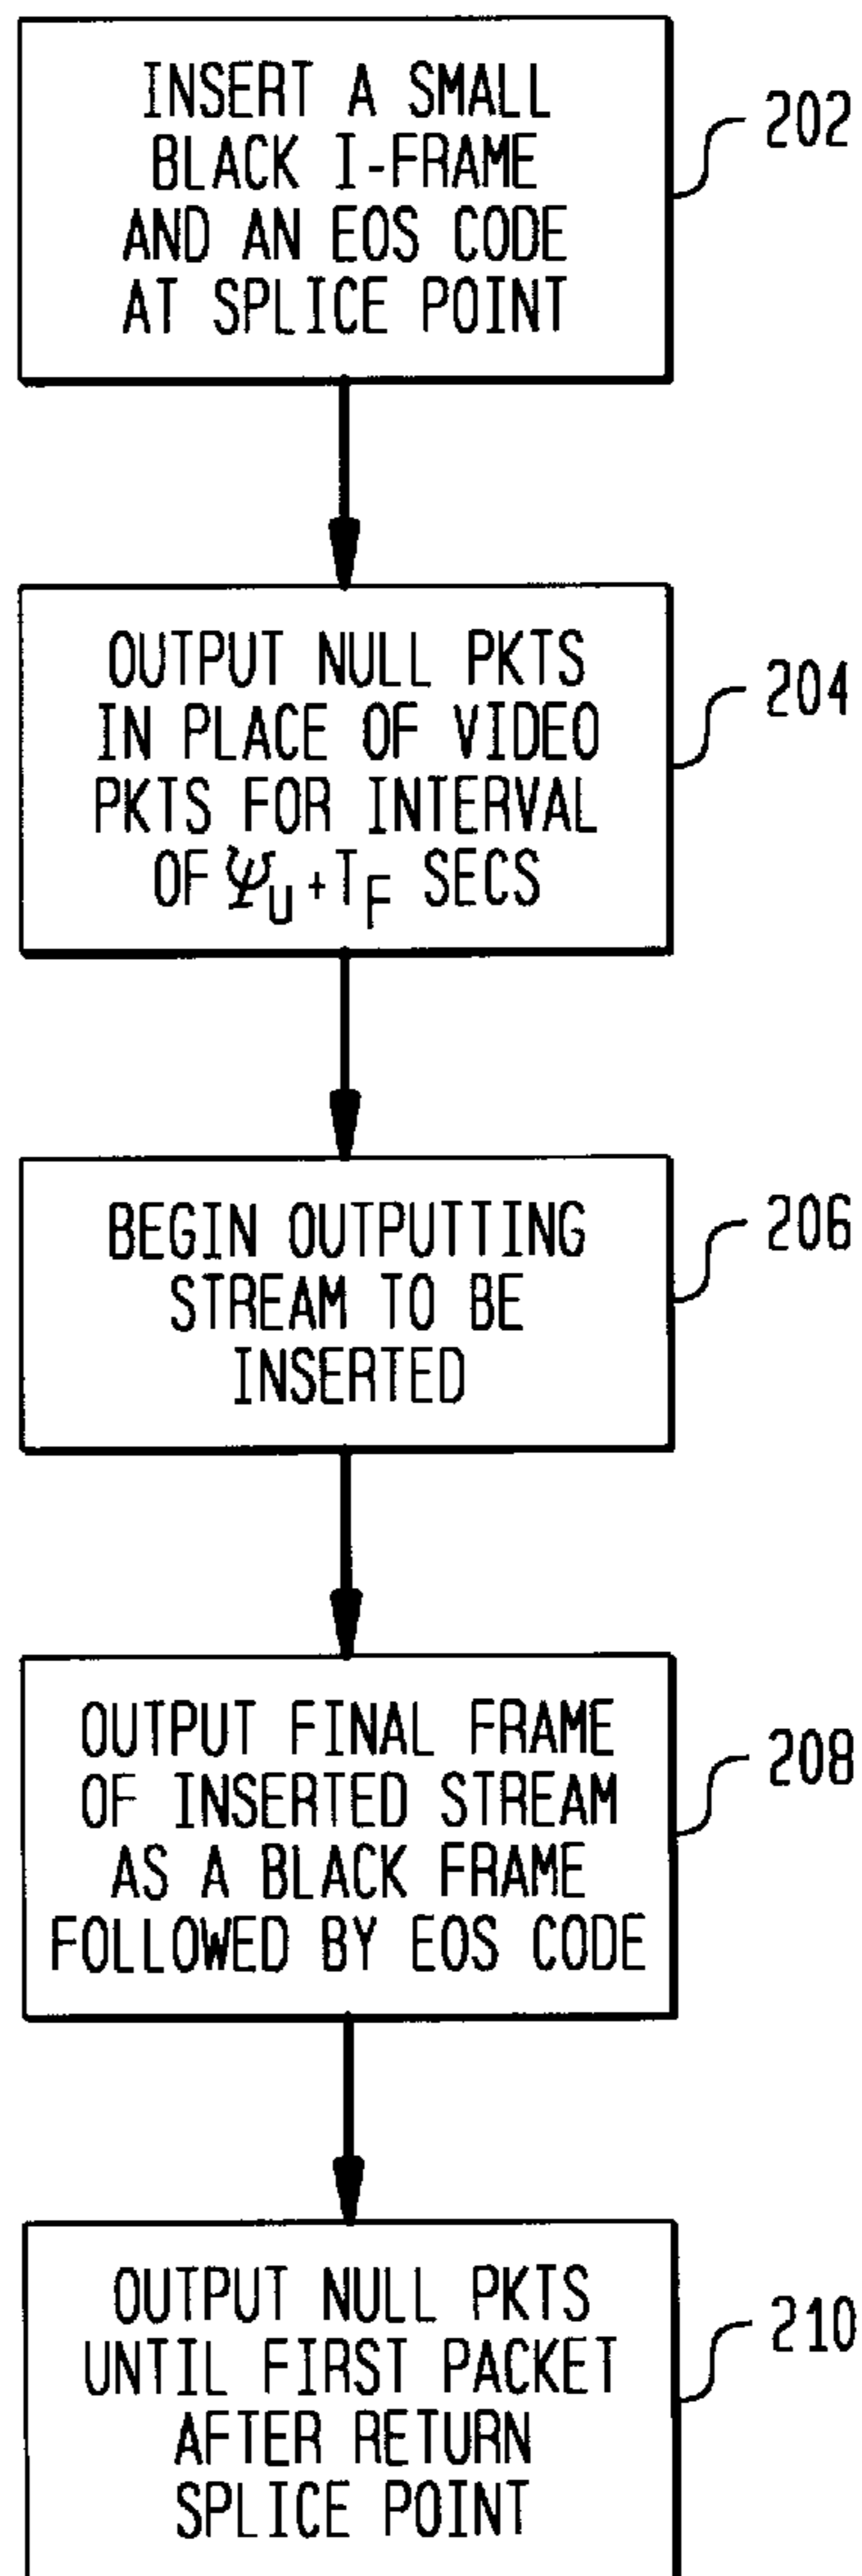 INSERT A SMALL
BLACK I-FRAME
AND AN EOS CODE
AT SPLICE POINT
202
OUTPUT NULL PKTS
IN PLACE OF VIDEO
PKTS FOR INTERVAL
OF Ψ_U + T_F SECS
204
BEGIN OUTPUTTING
STREAM TO BE
INSERTED
206
OUTPUT FINAL FRAME
OF INSERTED STREAM
AS A BLACK FRAME
FOLLOWED BY EOS CODE
208
OUTPUT NULL PKTS
UNTIL FIRST PACKET
AFTER RETURN
SPLICE POINT
210